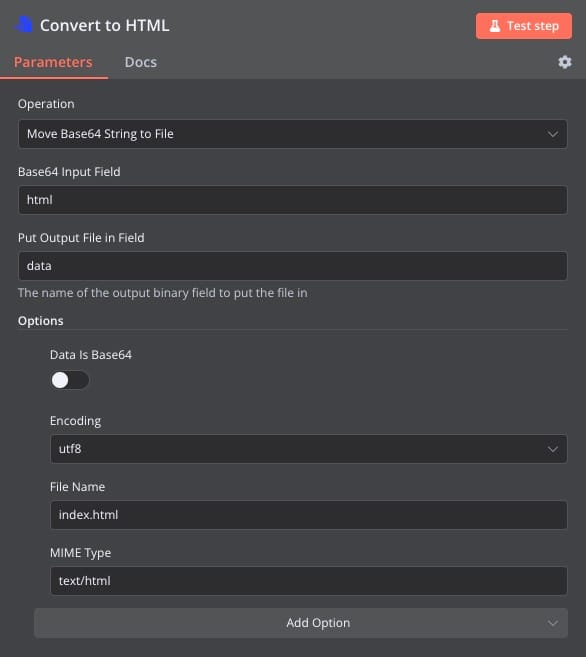 Convert to HTML
Test step
Parameters
Docs
Operation
Move Base64 String to File
Base64 Input Field
html
Put Output File in Field
data
The name of the output binary field to put the file in
Options
Data Is Base64
Encoding
utf8
File Name
index.html
MIME Type
text/html
Add Option